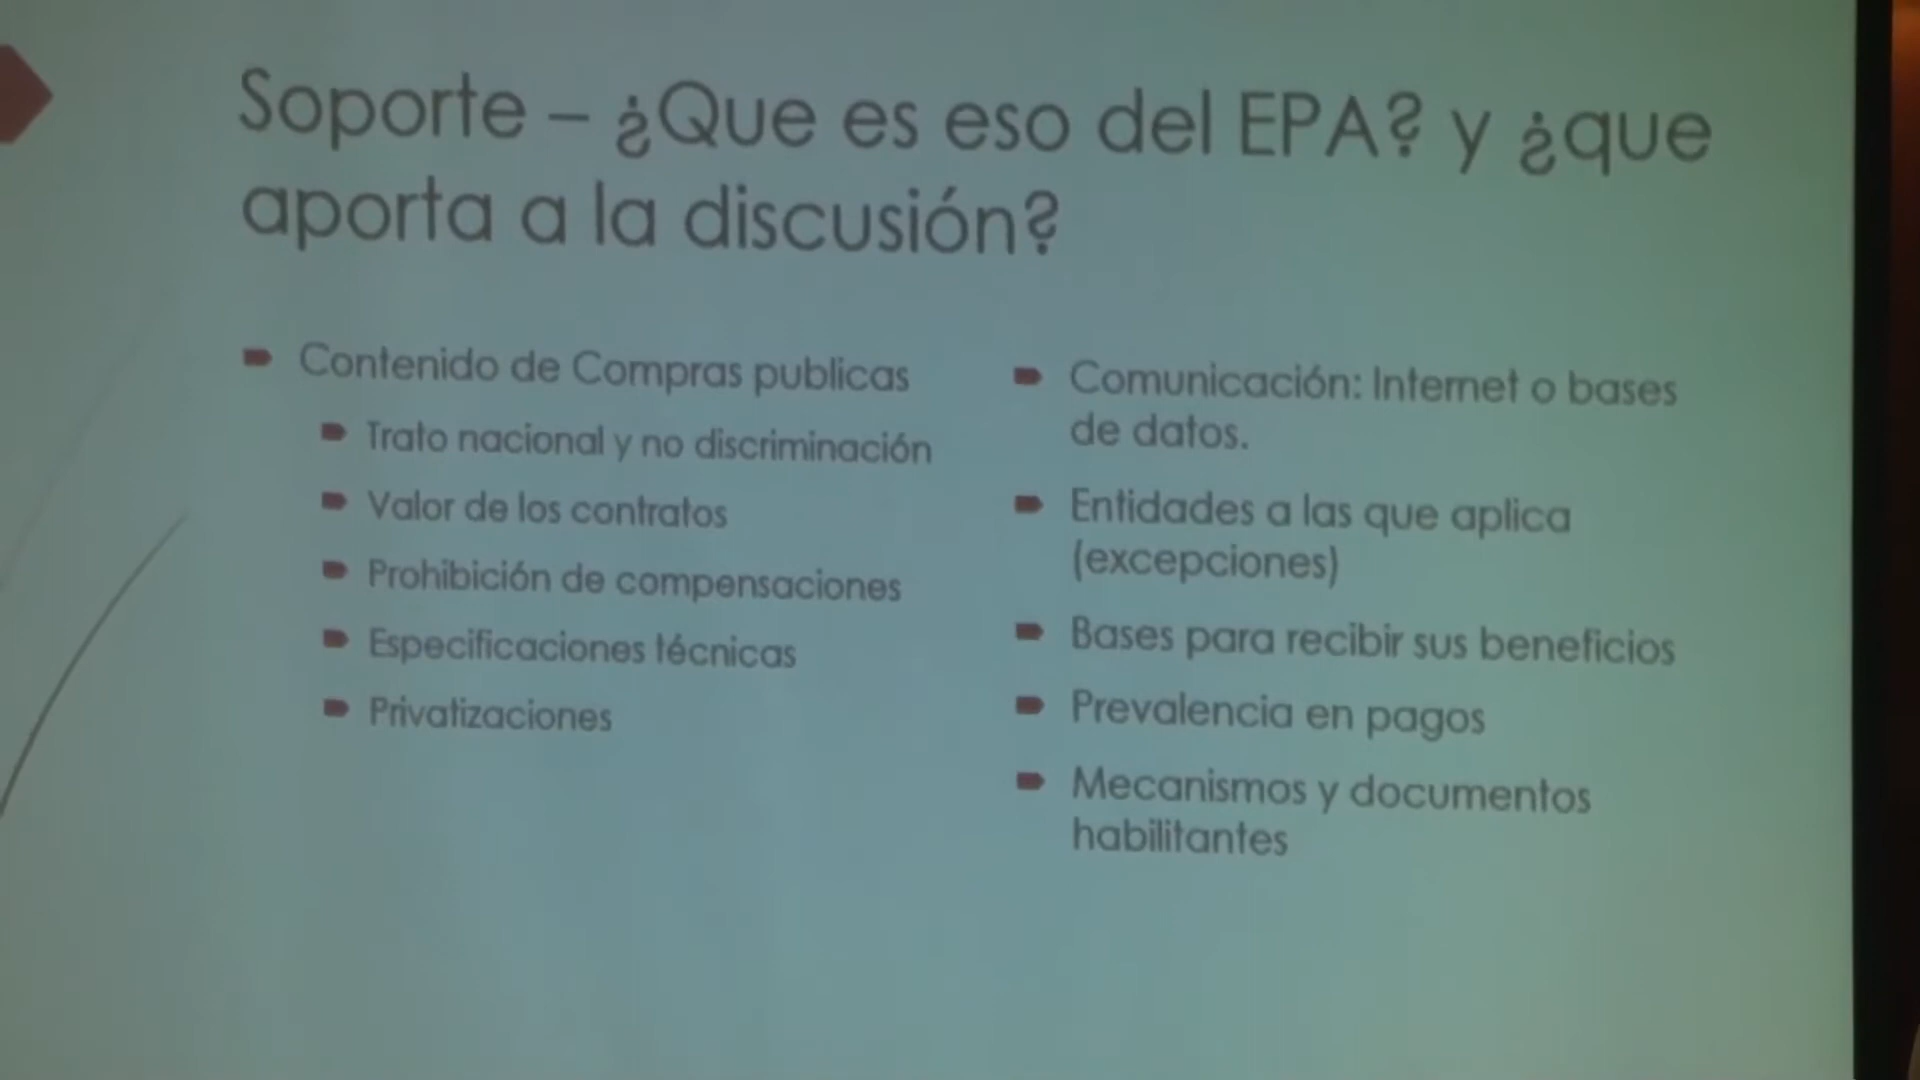 Soporte – ¿Que es eso del EPA? y ¿que
aporta a la discusión?
Contenido de Compras publicas
Trato nacional y no discriminación
Valor de los contratos
Prohibición de compensaciones
Especificaciones técnicas
Privatizaciones
Comunicación: Internet o bases
de datos.
Entidades a las que aplica
(excepciones)
Bases para recibir sus beneficios
Prevalencia en pagos
Mecanismos y documentos
habilitantes